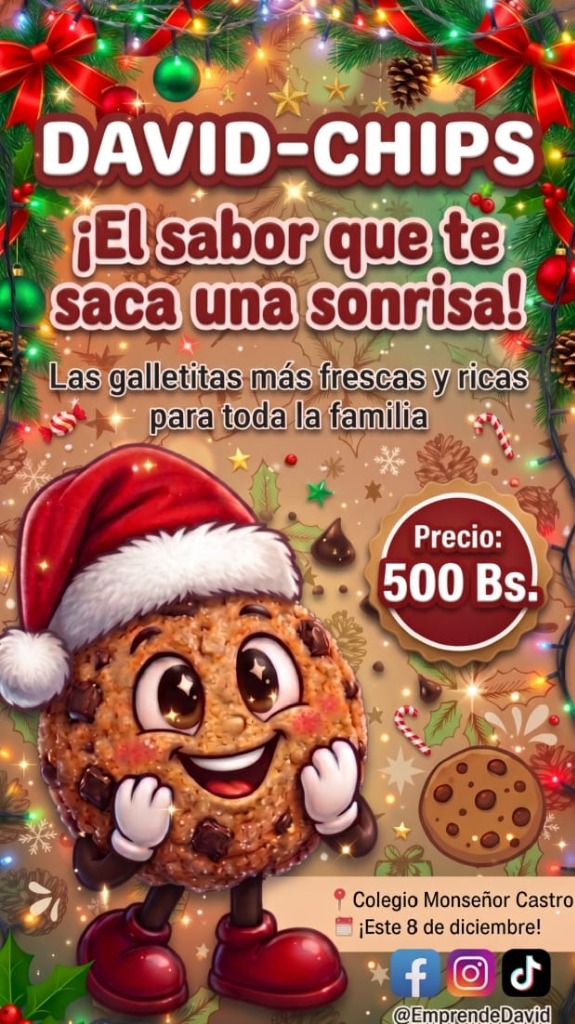 DAVID-CHIPS
¡El sabor que te
saca una sonrisa!
Las galletitas más frescas y ricas
para toda la familia
Precio:
500 Bs.
Colegio Monseñor Castro
¡Este 8 de diciembre!
@EmprendeDavid